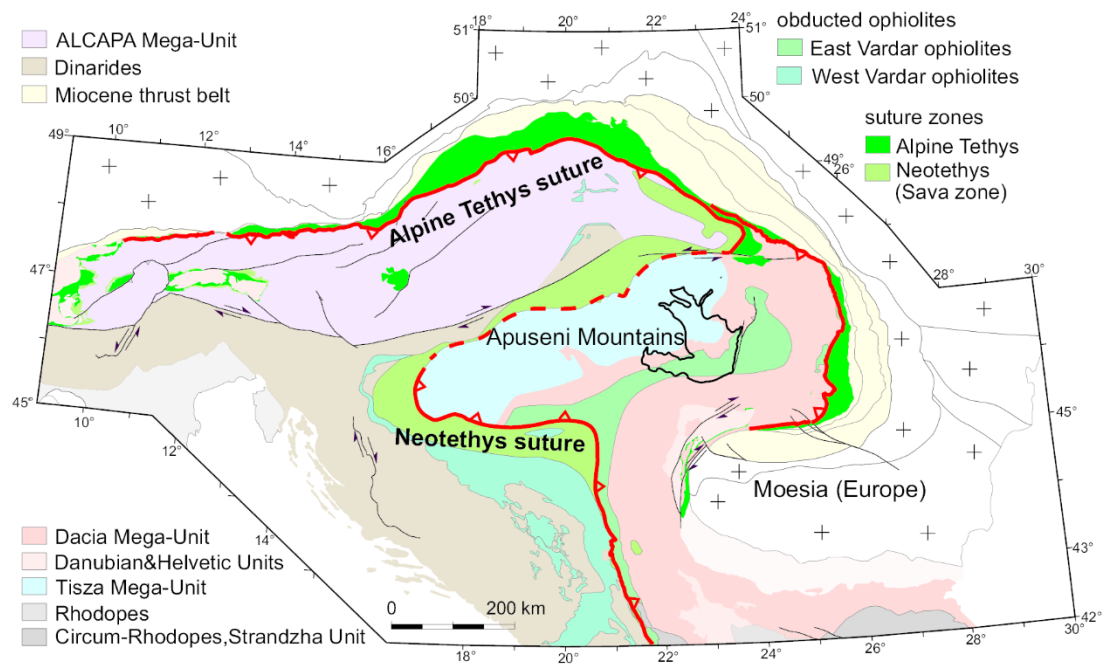 ALCAPA Mega-Unit
Dinarides
Miocene thrust belt
obducted ophiolites
East Vardar ophiolites
West Vardar ophiolites
suture zones
Alpine Tethys
Neotethys
(Sava zone)
18° 20° 22° 24°
51° 51°
50° 50°
49° 10° 12° 14° 16° 49° 26°
47° 28° 30° 47°
45° 10° 12° 45°
14° 43°
16° 18° 20° 22° 24° 26° 28° 30° 42°
Alpine Tethys suture
Apuseni Mountains
Neotethys suture
Moesia (Europe)
Dacia Mega-Unit
Danubian&Helvetic Units
Tisza Mega-Unit
Rhodopes
Circum-Rhodopes,Strandzha Unit
0 200 km